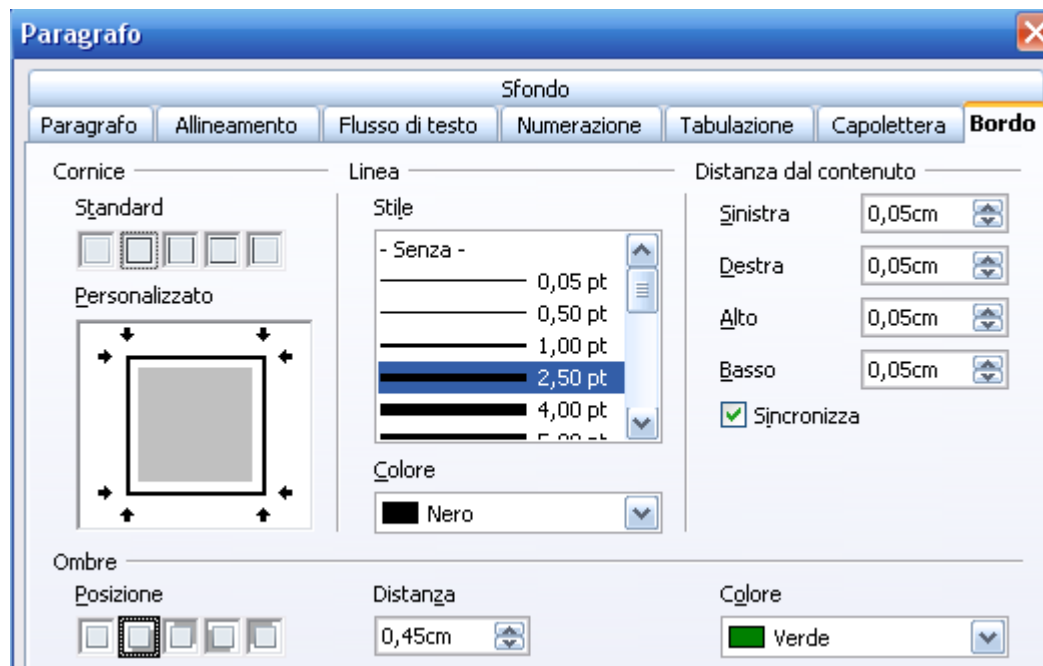 Paragrafo
Sfondo
Paragrafo Allineamento Flusso di testo Numerazione Tabulazione Capolettera Bordo
Cornice
Standard
Personalizzato
Linea
Stile
- Senza -
0,05 pt
0,50 pt
1,00 pt
2,50 pt
4,00 pt
Colore
Nero
Distanza dal contenuto
Sinistra 0,05cm
Destra 0,05cm
Alto 0,05cm
Basso 0,05cm
Sincronizza
Ombre
Posizione
Distanza
0,45cm
Colore
Verde